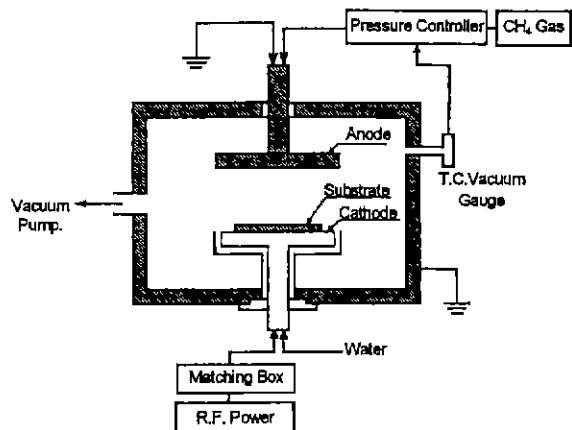 Pressure Controller
CH₄ Gas
Anode
T.C.Vacuum
Gauge
Vacuum
Pump.
Substrate
Cathode
Water
Matching Box
R.F. Power